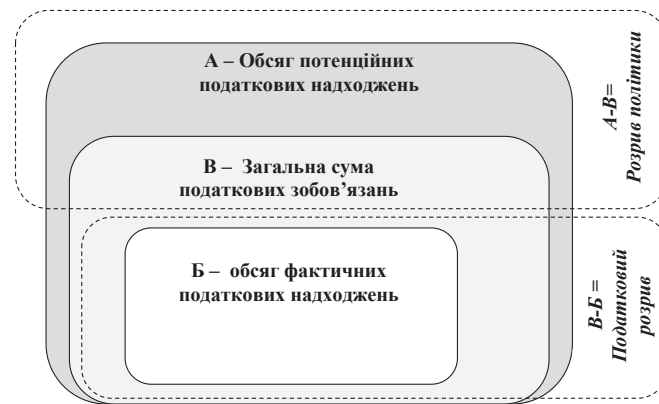 А – Обсяг потенційних
податкових надходжень
В – Загальна сума
податкових зобов’язань
Б – обсяг фактичних
податкових надходжень
А-В=
Розрив політики
В-Б =
Податковий
розрив